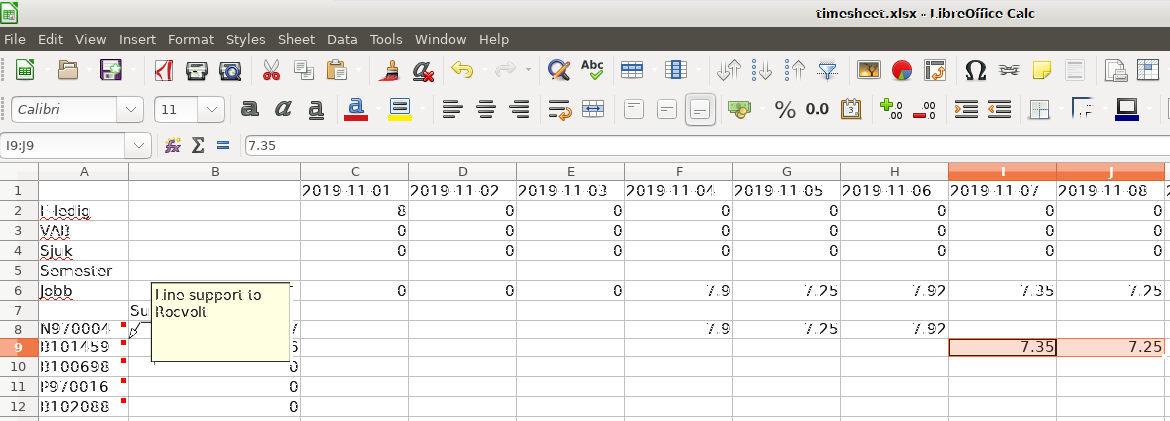 timesheet.xlsx - LibreOffice Calc
File Edit View Insert Format Styles Sheet Data Tools Window Help
Abc
Calibri 11 a a a a % 0.0
I9:J9 7.35
A B C D E F G H I J
1 2019-11-01 2019-11-02 2019-11-03 2019-11-04 2019-11-05 2019-11-06 2019-11-07 2019-11-08
2 8 0 0 0 0 0 0 0
3 VAB 0 0 0 0 0 0 0 0
4 Sjuk 0 0 0 0 0 0 0 0
5 Semester
6 Jobb 0 0 0 7.9 7.25 7.92 7.35 7.25
Line support to
7 Su
8 N970004 7 7.9 7.25 7.92
9 B101459 6 7.35 7.25
10 B100698 0
11 P970016 0
12 B102088 0